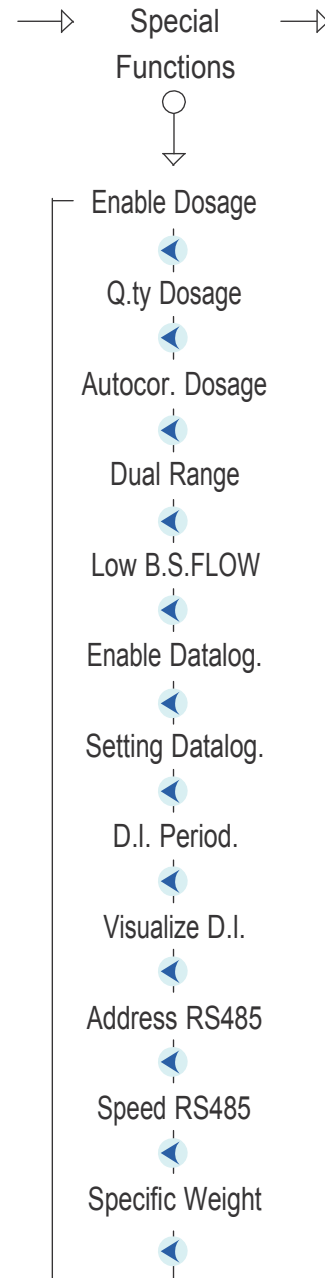 Special
Functions
Enable Dosage
Q.ty Dosage
Autocor. Dosage
Dual Range
Low B.S.FLOW
Enable Datalog.
Setting Datalog.
D.I. Period.
Visualize D.I.
Address RS485
Speed RS485
Specific Weight